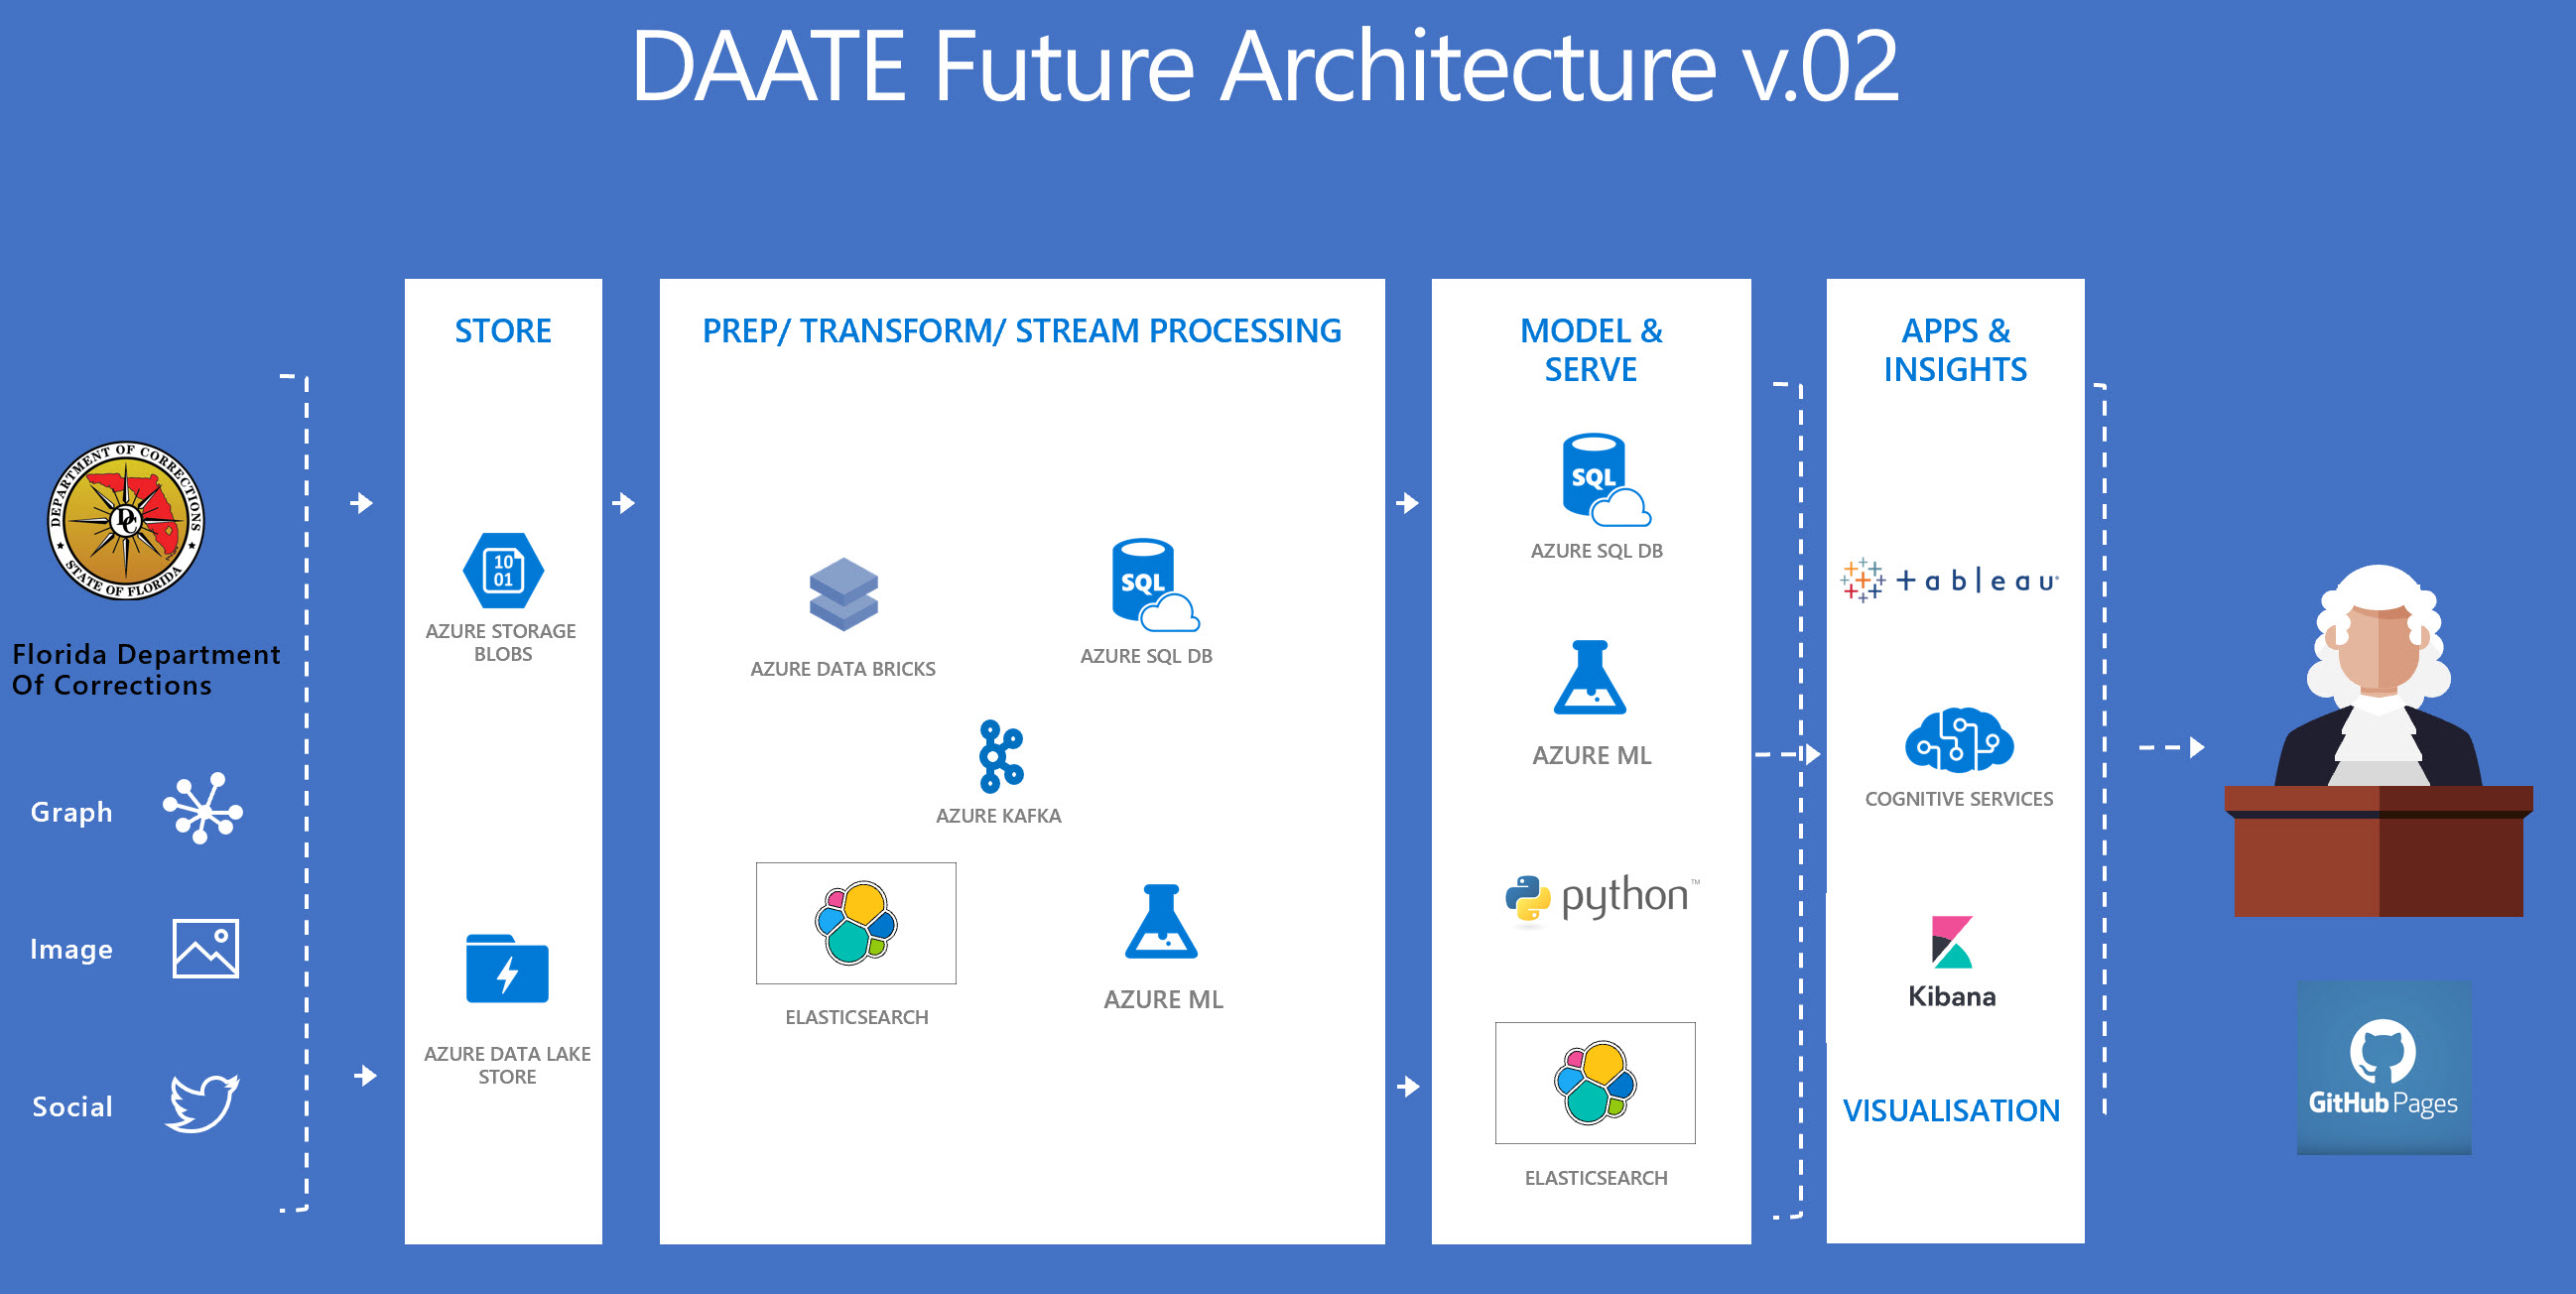 DAATE Future Architecture v.02
DEPARTMENT OF CORRECTIONS
DC
STATE OF FLORIDA
Florida Department
Of Corrections
Graph
Image
Social
STORE
10
01
AZURE STORAGE
BLOBS
AZURE DATA LAKE
STORE
PREP/ TRANSFORM/ STREAM PROCESSING
AZURE DATA BRICKS
SQL
AZURE SQL DB
AZURE KAFKA
ELASTICSEARCH
AZURE ML
MODEL &
SERVE
SQL
AZURE SQL DB
AZURE ML
python™
ELASTICSEARCH
APPS &
INSIGHTS
+ableau
COGNITIVE SERVICES
Kibana
VISUALISATION
GitHub Pages